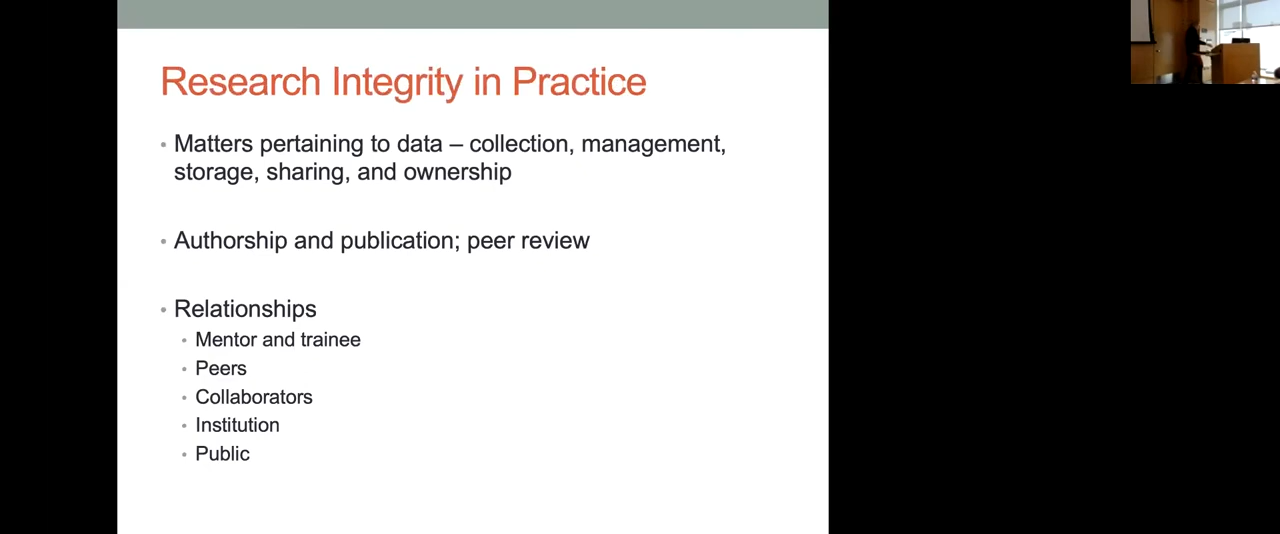 Research Integrity in Practice
• Matters pertaining to data – collection, management,
storage, sharing, and ownership
• Authorship and publication; peer review
• Relationships
• Mentor and trainee
• Peers
• Collaborators
• Institution
• Public